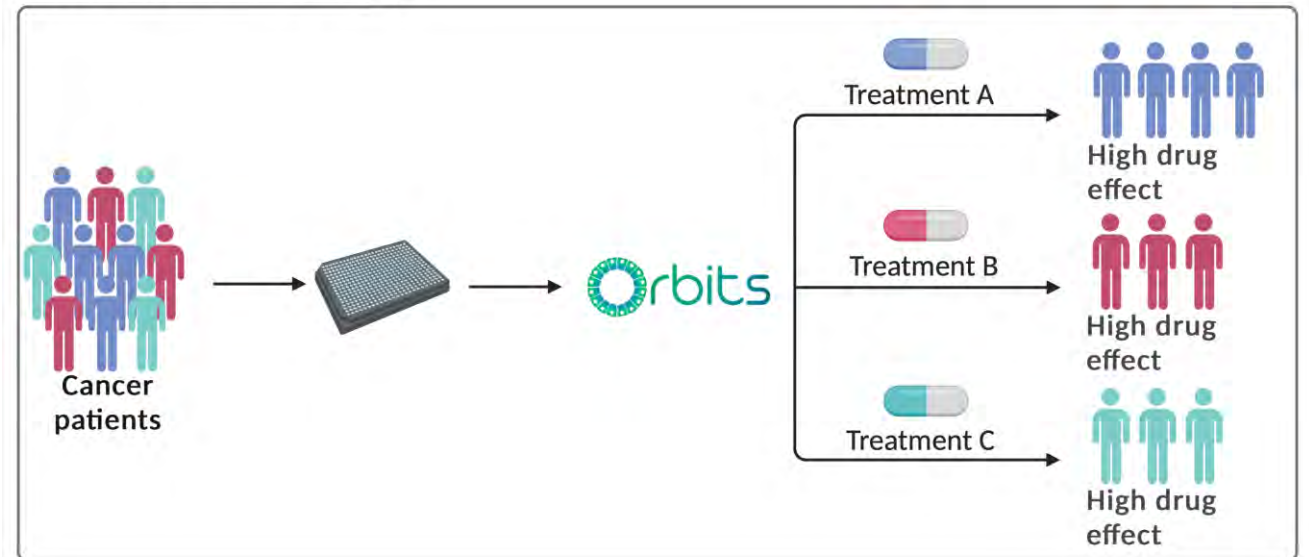 Cancer
patients
Orbits
Treatment A
High drug
effect
Treatment B
High drug
effect
Treatment C
High drug
effect